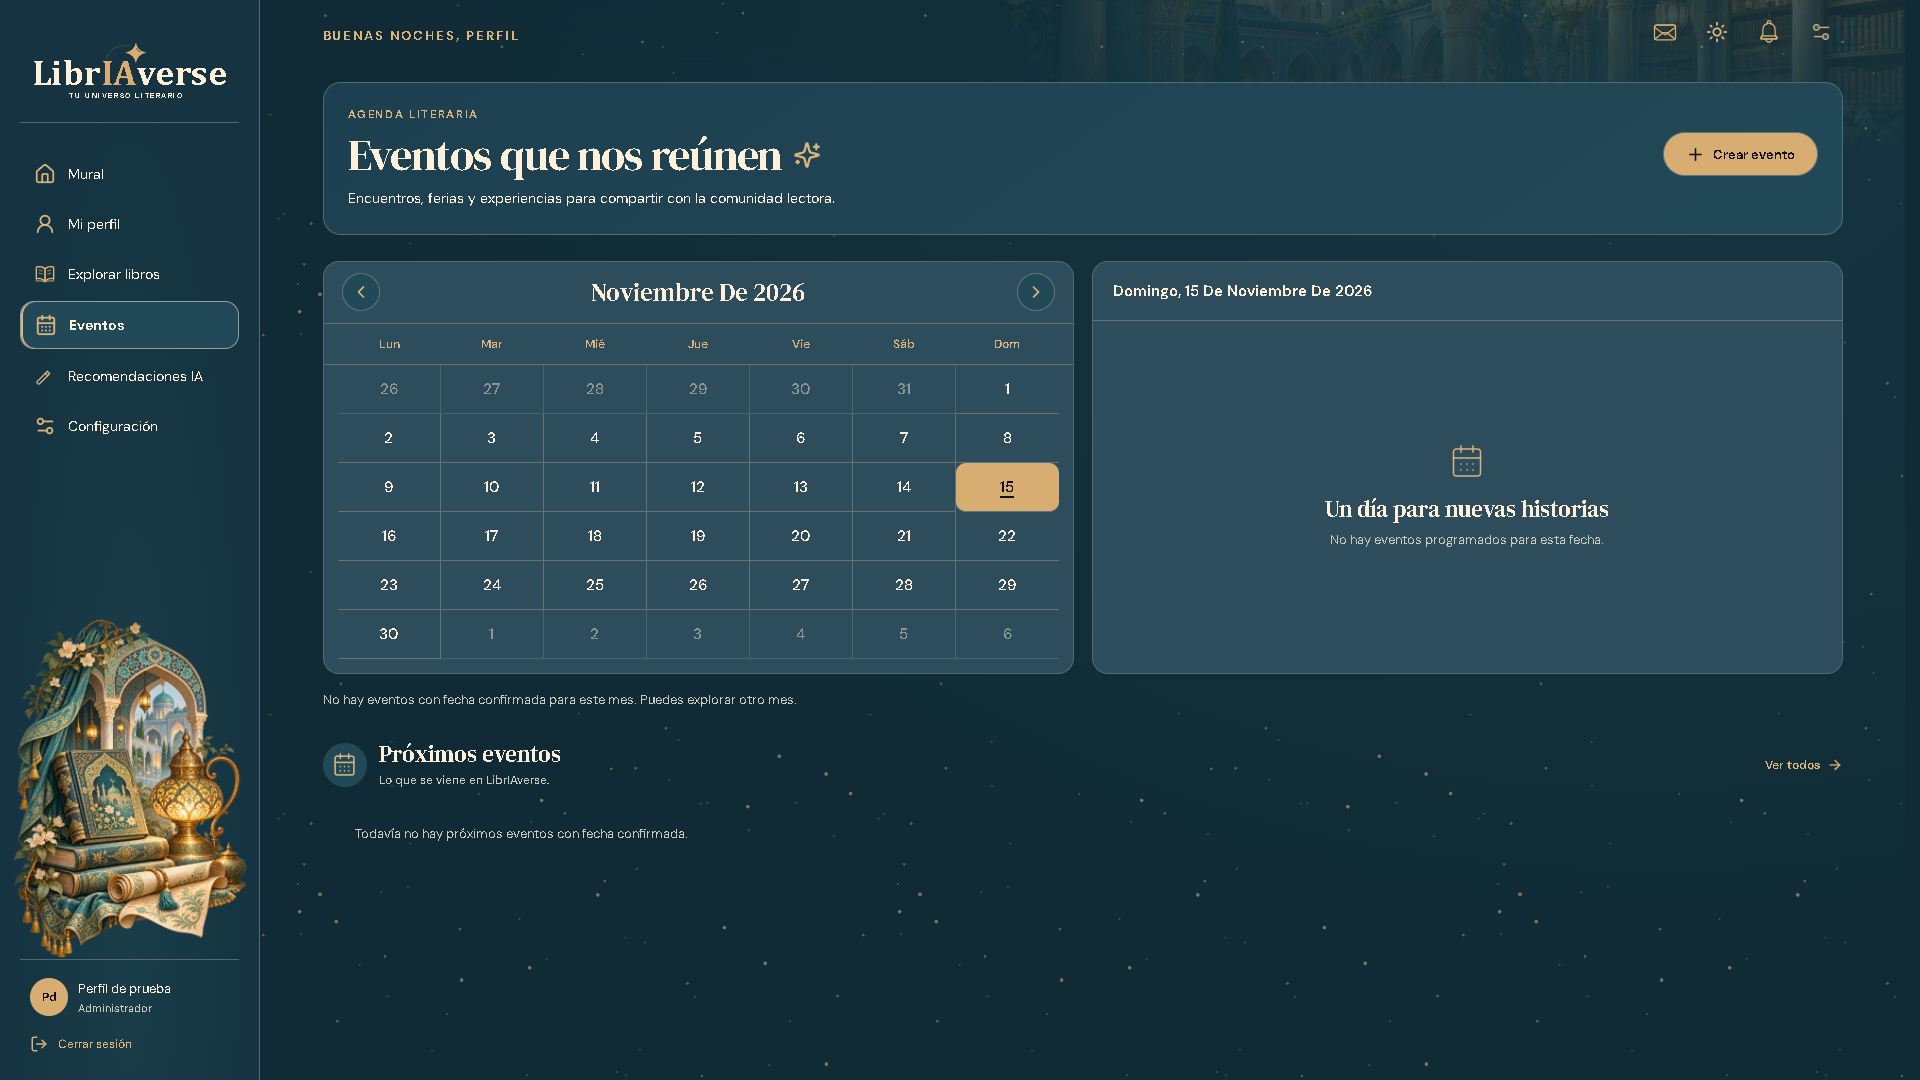 LibrIAverse
TU UNIVERSO LITERARIO
Mural
Mi perfil
Explorar libros
Eventos
Recomendaciones IA
Configuración
Pd
Perfil de prueba
Administrador
Cerrar sesión
BUENAS NOCHES, PERFIL
AGENDA LITERARIA
Eventos que nos reúnen
Encuentros, ferias y experiencias para compartir con la comunidad lectora.
Crear evento
Noviembre De 2026
Lun Mar Mié Jue Vie Sáb Dom
26 27 28 29 30 31 1
2 3 4 5 6 7 8
9 10 11 12 13 14 15
16 17 18 19 20 21 22
23 24 25 26 27 28 29
30 1 2 3 4 5 6
Domingo, 15 De Noviembre De 2026
Un día para nuevas historias
No hay eventos programados para esta fecha.
No hay eventos con fecha confirmada para este mes. Puedes explorar otro mes.
Próximos eventos
Lo que se viene en LibrIAverse.
Ver todos
Todavía no hay próximos eventos con fecha confirmada.